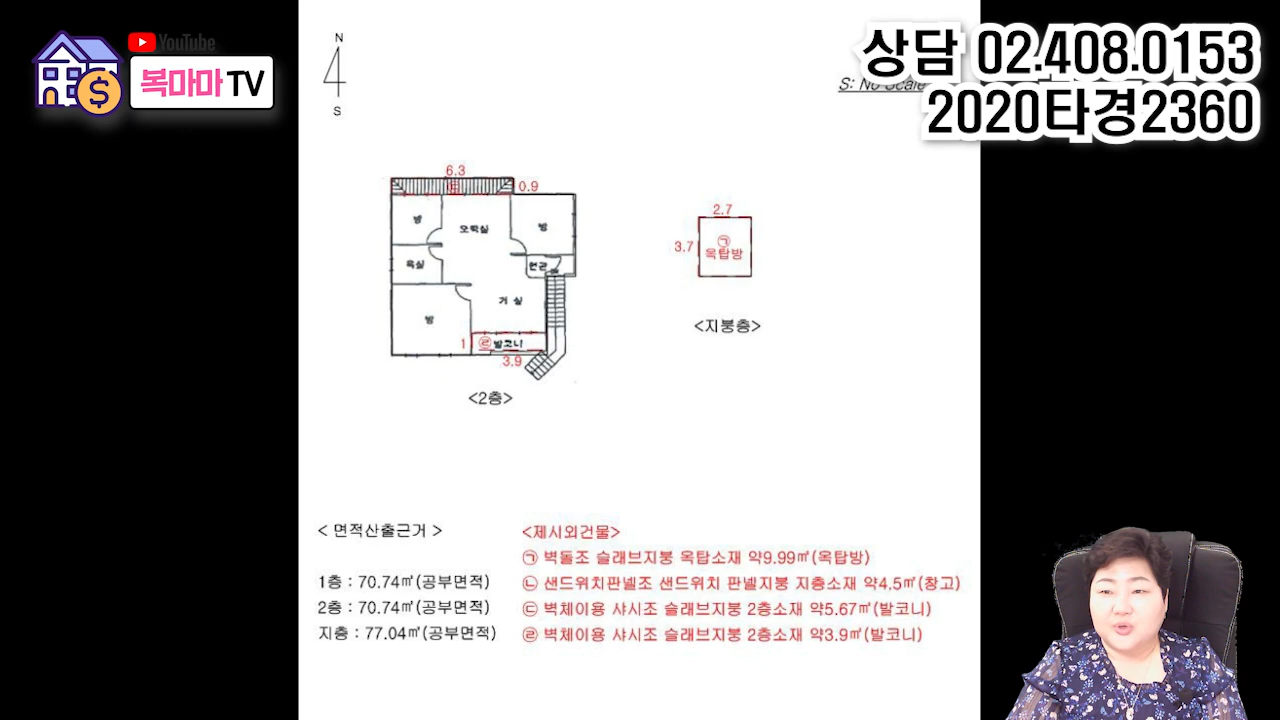 YouTube
복마마 TV
상담 02.408.0153
2020타경2360
S: No Scale
N
S
6.3
㉢
0.9
방
오락실
방
욕실
현관
거 실
방
1
㉣ 발코니
3.9
<2층>
2.7
3.7
㉠
옥탑방
<지붕층>
< 면적산출근거 >
1층 : 70.74㎡(공부면적)
2층 : 70.74㎡(공부면적)
지층 : 77.04㎡(공부면적)
<제시외건물>
㉠ 벽돌조 슬래브지붕 옥탑소재 약9.99㎡(옥탑방)
㉡ 샌드위치판넬조 샌드위치 판넬지붕 지층소재 약4.5㎡(창고)
㉢ 벽체이용 샤시조 슬래브지붕 2층소재 약5.67㎡(발코니)
㉣ 벽체이용 샤시조 슬래브지붕 2층소재 약3.9㎡(발코니)